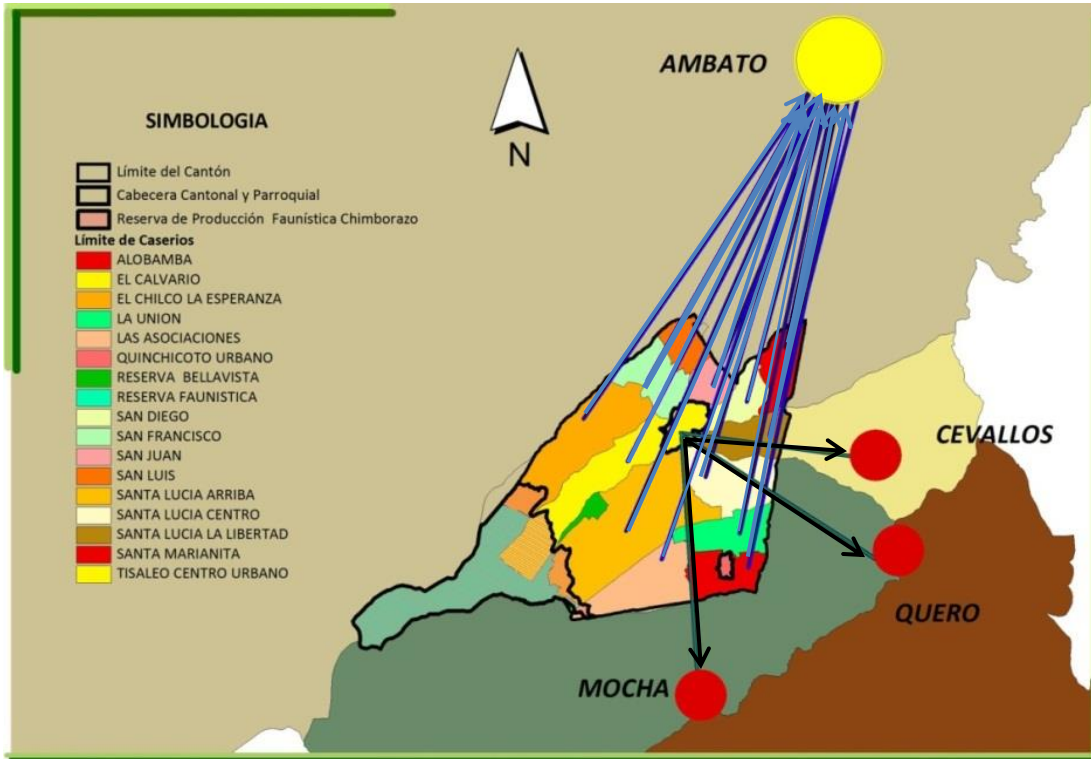 AMBATO
SIMBOLOGIA
N
Límite del Cantón
Cabecera Cantonal y Parroquial
Reserva de Producción Faunística Chimborazo
Límite de Caserios
ALOBAMBA
EL CALVARIO
EL CHILCO LA ESPERANZA
LA UNION
LAS ASOCIACIONES
QUINCHICOTO URBANO
RESERVA BELLAVISTA
RESERVA FAUNISTICA
SAN DIEGO
SAN FRANCISCO
SAN JUAN
SAN LUIS
SANTA LUCIA ARRIBA
SANTA LUCIA CENTRO
SANTA LUCIA LA LIBERTAD
SANTA MARIANITA
TISALEO CENTRO URBANO
CEVALLOS
QUERO
MOCHA